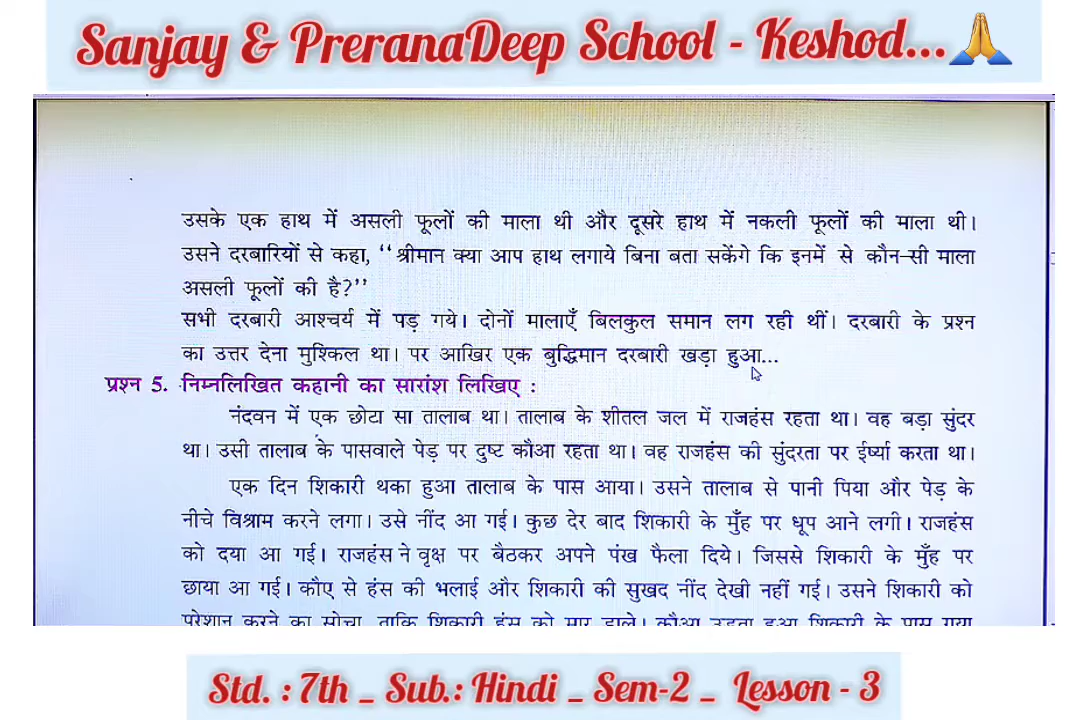 Sanjay & PreranaDeep School - Keshod...🙏
उसके एक हाथ में असली फूलों की माला थी और दूसरे हाथ में नकली फूलों की माला थी।
उसने दरबारियों से कहा, ‘‘श्रीमान क्या आप हाथ लगाये बिना बता सकेंगे कि इनमें से कौन-सी माला
असली फूलों की है?’’
सभी दरबारी आश्चर्य में पड़ गये। दोनों मालाएँ बिलकुल समान लग रही थीं। दरबारी के प्रश्न
का उत्तर देना मुश्किल था। पर आखिर एक बुद्धिमान दरबारी खड़ा हुआ...
प्रश्न 5. निम्नलिखित कहानी का सारांश लिखिए :
नंदवन में एक छोटा सा तालाब था। तालाब के शीतल जल में राजहंस रहता था। वह बड़ा सुंदर
था। उसी तालाब के पासवाले पेड़ पर दुष्ट कौआ रहता था। वह राजहंस की सुंदरता पर ईर्ष्या करता था।
एक दिन शिकारी थका हुआ तालाब के पास आया। उसने तालाब से पानी पिया और पेड़ के
नीचे विश्राम करने लगा। उसे नींद आ गई। कुछ देर बाद शिकारी के मुँह पर धूप आने लगी। राजहंस
को दया आ गई। राजहंस ने वृक्ष पर बैठकर अपने पंख फैला दिये। जिससे शिकारी के मुँह पर
छाया आ गई। कौए से हंस की भलाई और शिकारी की सुखद नींद देखी नहीं गई। उसने शिकारी को
परेशान करने का सोचा, ताकि शिकारी हंस को मार डाले। कौआ उड़ता हुआ शिकारी के पास गया
Std. : 7th _ Sub.: Hindi _ Sem-2 _ Lesson - 3